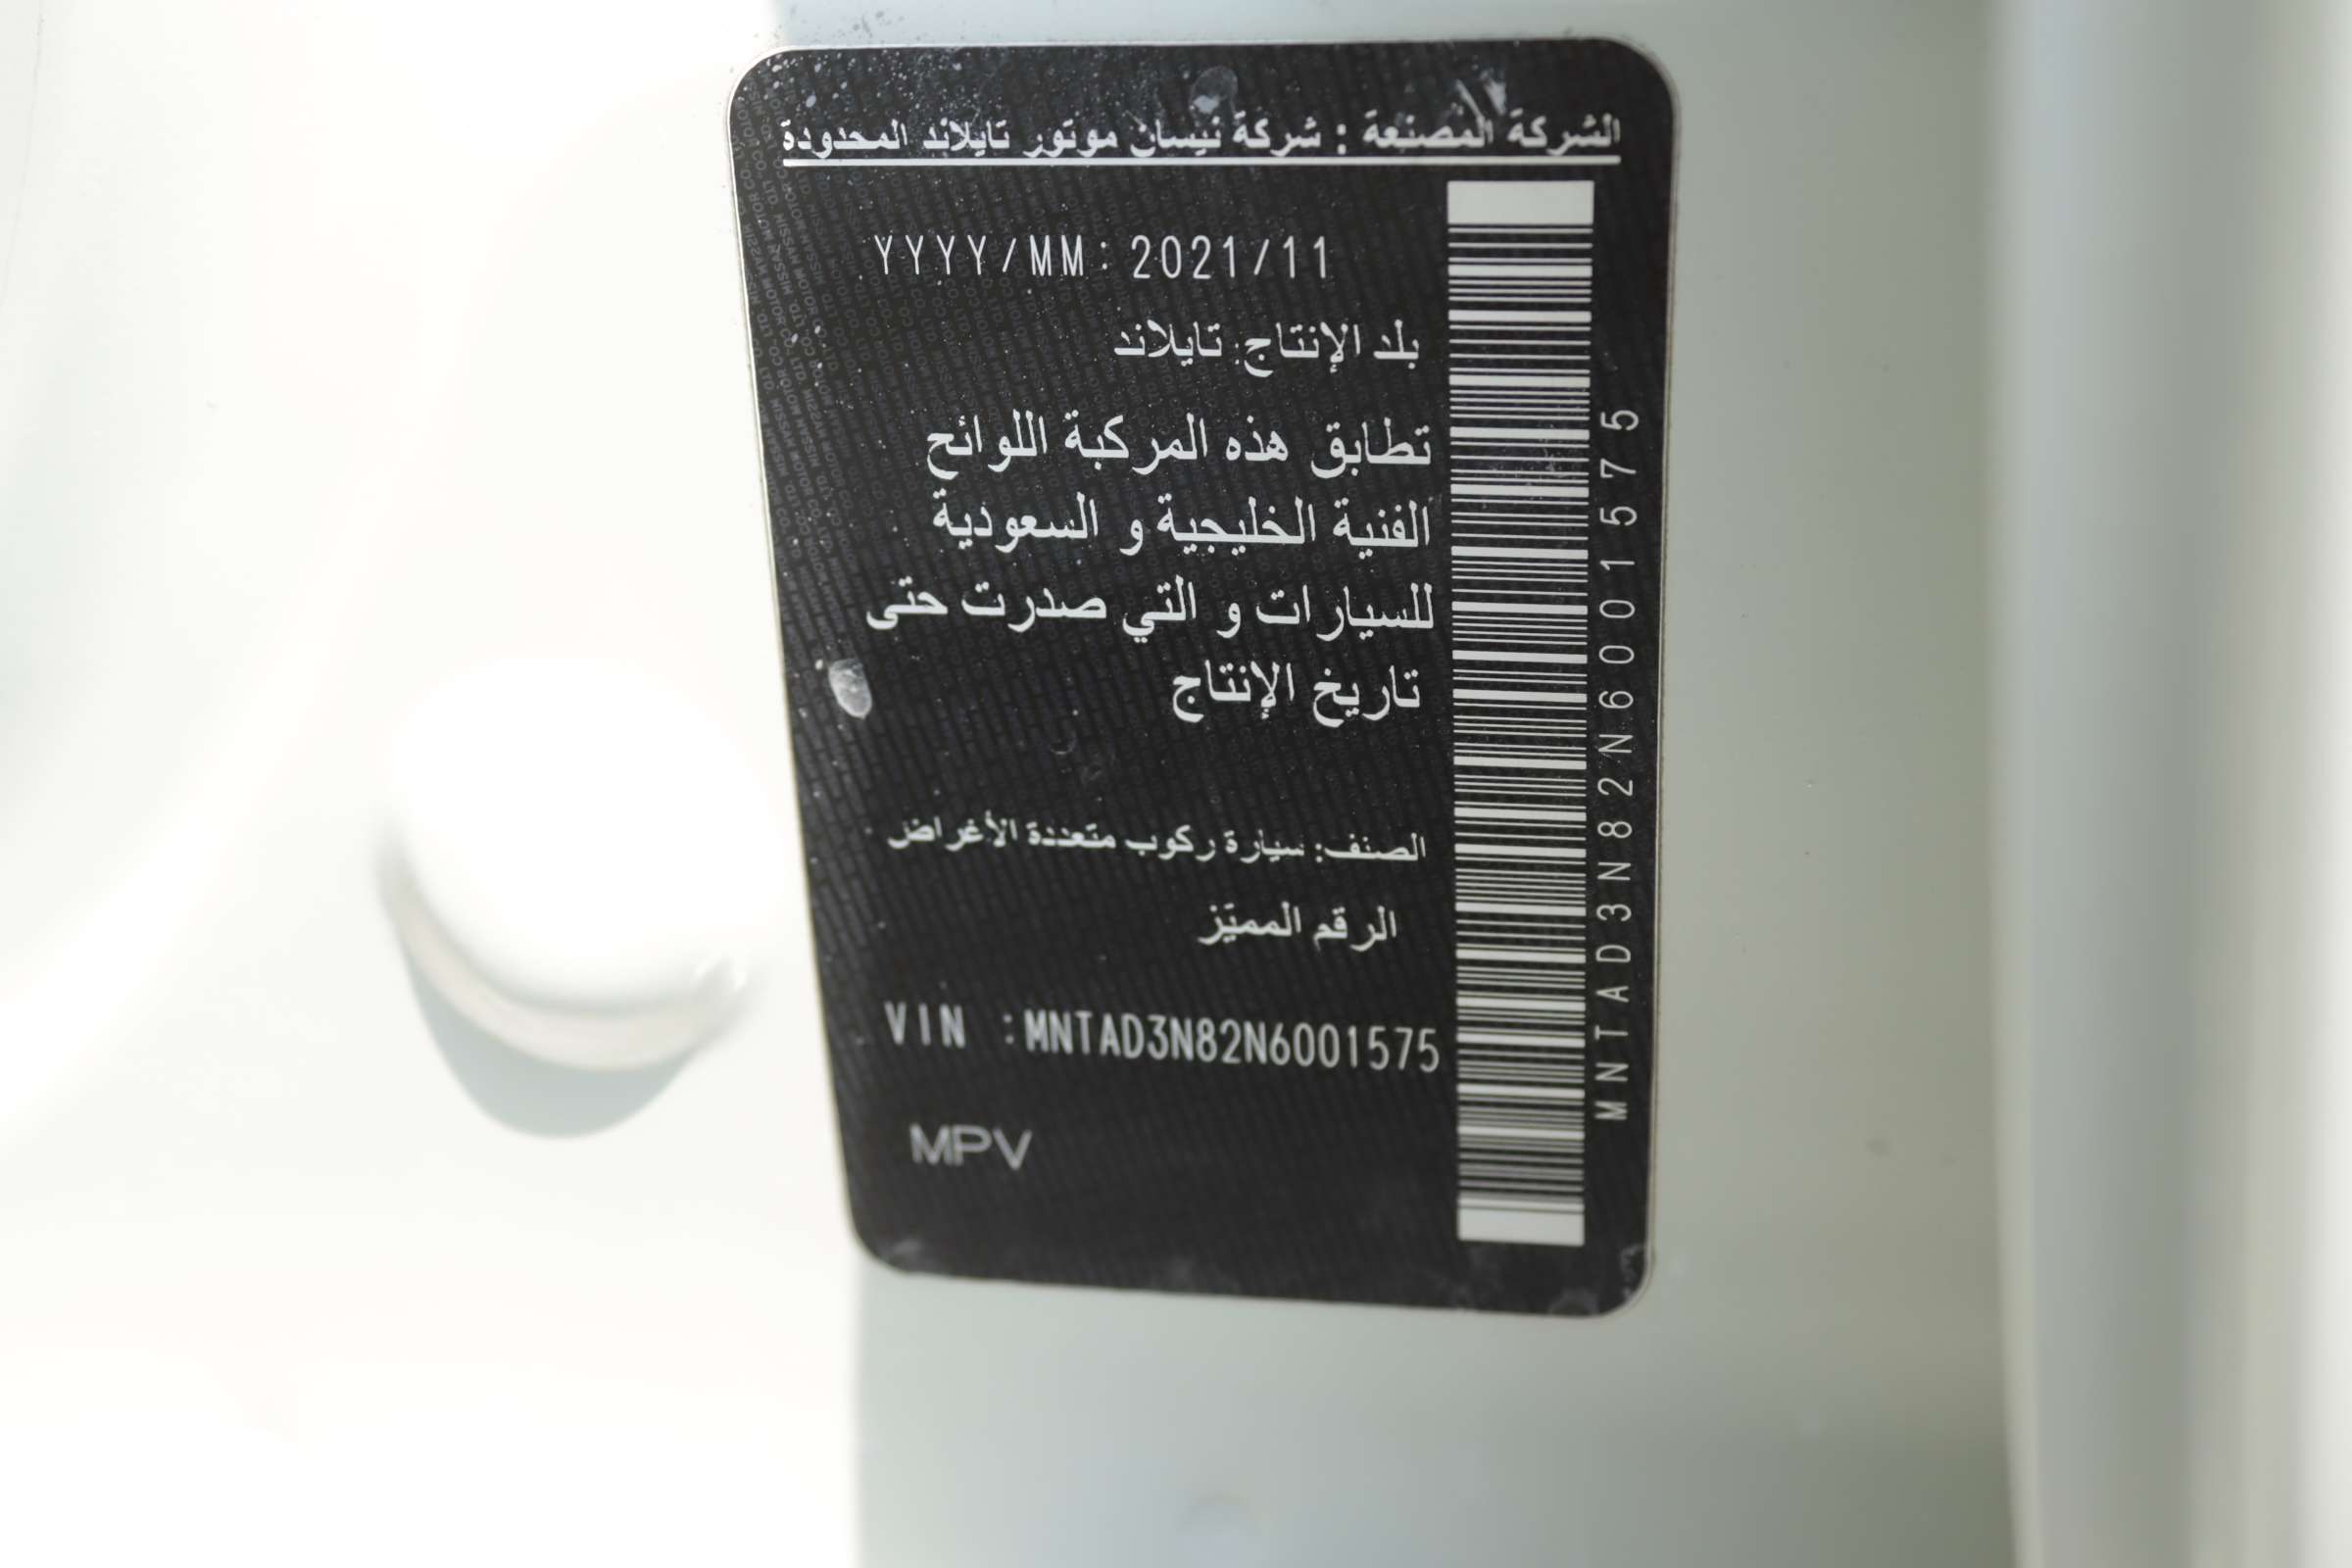 الشركة المصنعة : شركة نيسان موتور تايلاند المحدودة
YYYY/MM: 2021/11
بلد الإنتاج: تايلاند
تطابق هذه المركبة اللوائح
الفنية الخليجية و السعودية
للسيارات و التي صدرت حتى
تاريخ الإنتاج
الصنف: سيارة ركوب متعددة الأغراض
الرقم المميّز
VIN :MNTAD3N82N6001575
MPV
MNTAD3N82N6001575